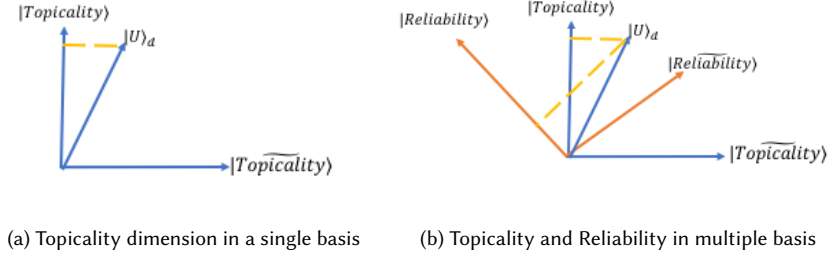 |Topicality⟩
|U⟩d
|Topicality͠⟩
(a) Topicality dimension in a single basis
|Reliability⟩
|Topicality⟩
|U⟩d
|Reliability͠⟩
|Topicality͠⟩
(b) Topicality and Reliability in multiple basis